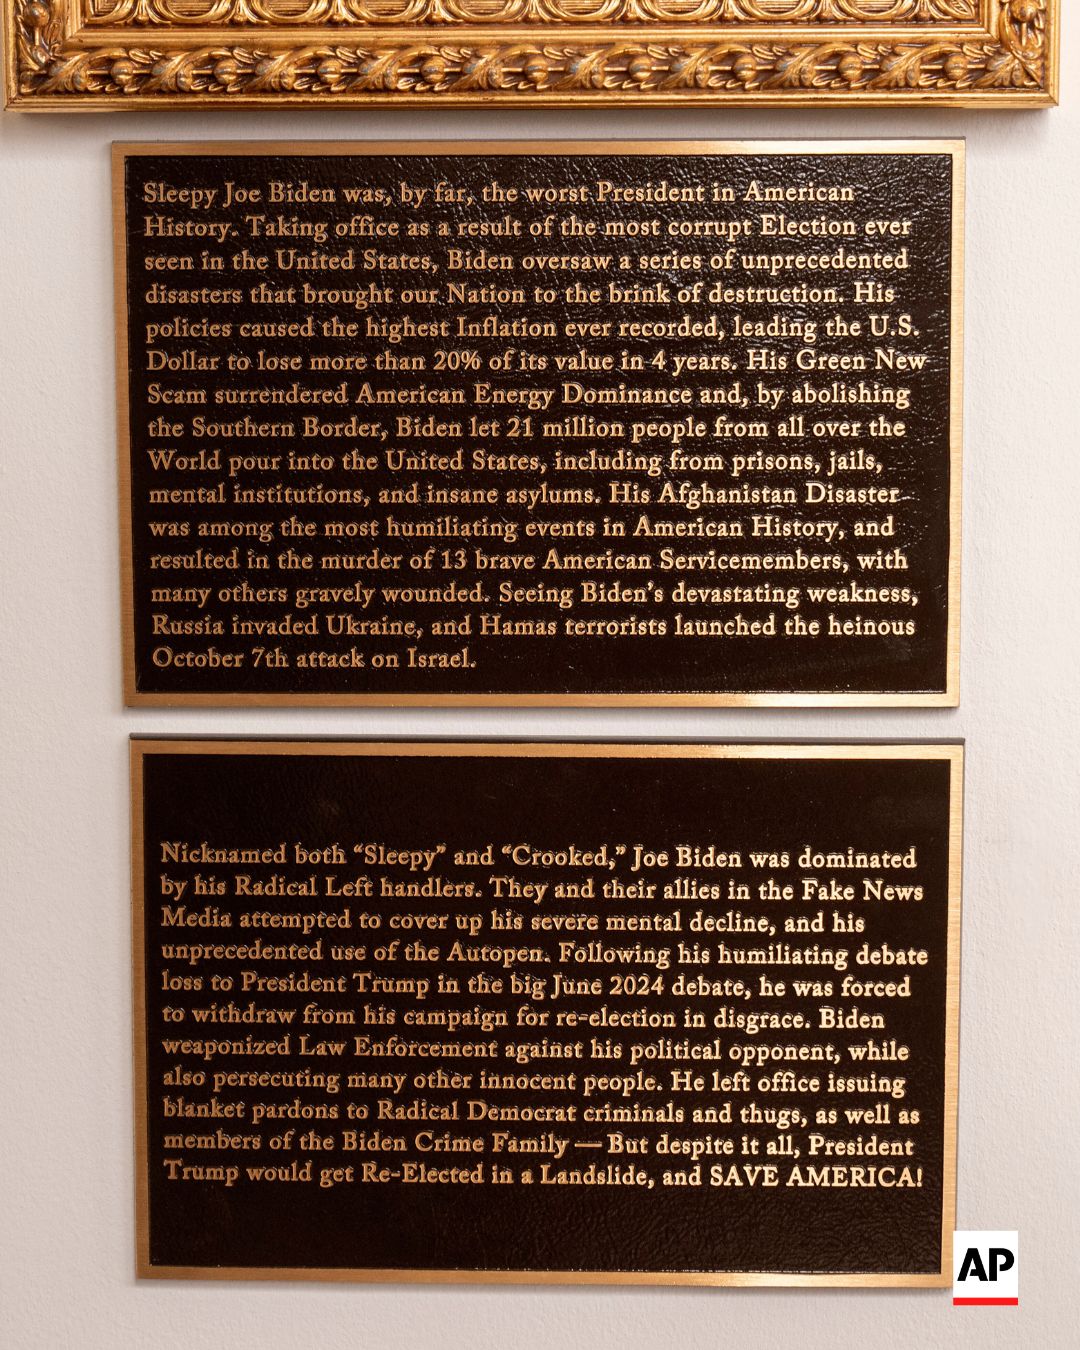 Sleepy Joe Biden was, by far, the worst President in American
History. Taking office as a result of the most corrupt Election ever
seen in the United States, Biden oversaw a series of unprecedented
disasters that brought our Nation to the brink of destruction. His
policies caused the highest Inflation ever recorded, leading the U.S.
Dollar to lose more than 20% of its value in 4 years. His Green New
Scam surrendered American Energy Dominance and, by abolishing
the Southern Border, Biden let 21 million people from all over the
World pour into the United States, including from prisons, jails,
mental institutions, and insane asylums. His Afghanistan Disaster
was among the most humiliating events in American History, and
resulted in the murder of 13 brave American Servicemembers, with
many others gravely wounded. Seeing Biden's devastating weakness,
Russia invaded Ukraine, and Hamas terrorists launched the heinous
October 7th attack on Israel.
Nicknamed both “Sleepy” and “Crooked,” Joe Biden was dominated
by his Radical Left handlers. They and their allies in the Fake News
Media attempted to cover up his severe mental decline, and his
unprecedented use of the Autopen. Following his humiliating debate
loss to President Trump in the big June 2024 debate, he was forced
to withdraw from his campaign for re-election in disgrace. Biden
weaponized Law Enforcement against his political opponent, while
also persecuting many other innocent people. He left office issuing
blanket pardons to Radical Democrat criminals and thugs, as well as
members of the Biden Crime Family — But despite it all, President
Trump would get Re-Elected in a Landslide, and SAVE AMERICA!
AP